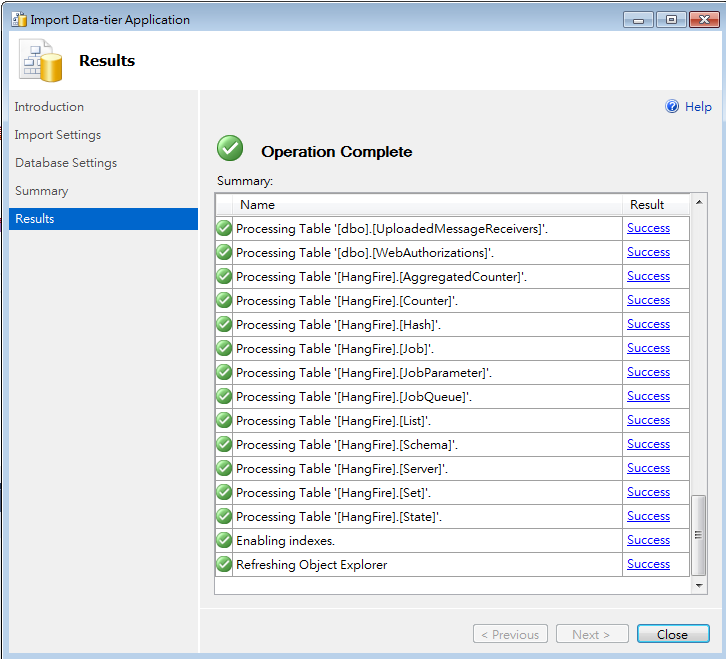 Import Data-tier Application
Results
Introduction
Import Settings
Database Settings
Summary
Results
Help
Operation Complete
Summary:
Name Result
Processing Table '[dbo].[UploadedMessageReceivers]'. Success
Processing Table '[dbo].[WebAuthorizations]'. Success
Processing Table '[HangFire].[AggregatedCounter]'. Success
Processing Table '[HangFire].[Counter]'. Success
Processing Table '[HangFire].[Hash]'. Success
Processing Table '[HangFire].[Job]'. Success
Processing Table '[HangFire].[JobParameter]'. Success
Processing Table '[HangFire].[JobQueue]'. Success
Processing Table '[HangFire].[List]'. Success
Processing Table '[HangFire].[Schema]'. Success
Processing Table '[HangFire].[Server]'. Success
Processing Table '[HangFire].[Set]'. Success
Processing Table '[HangFire].[State]'. Success
Enabling indexes. Success
Refreshing Object Explorer Success
< Previous Next > Close